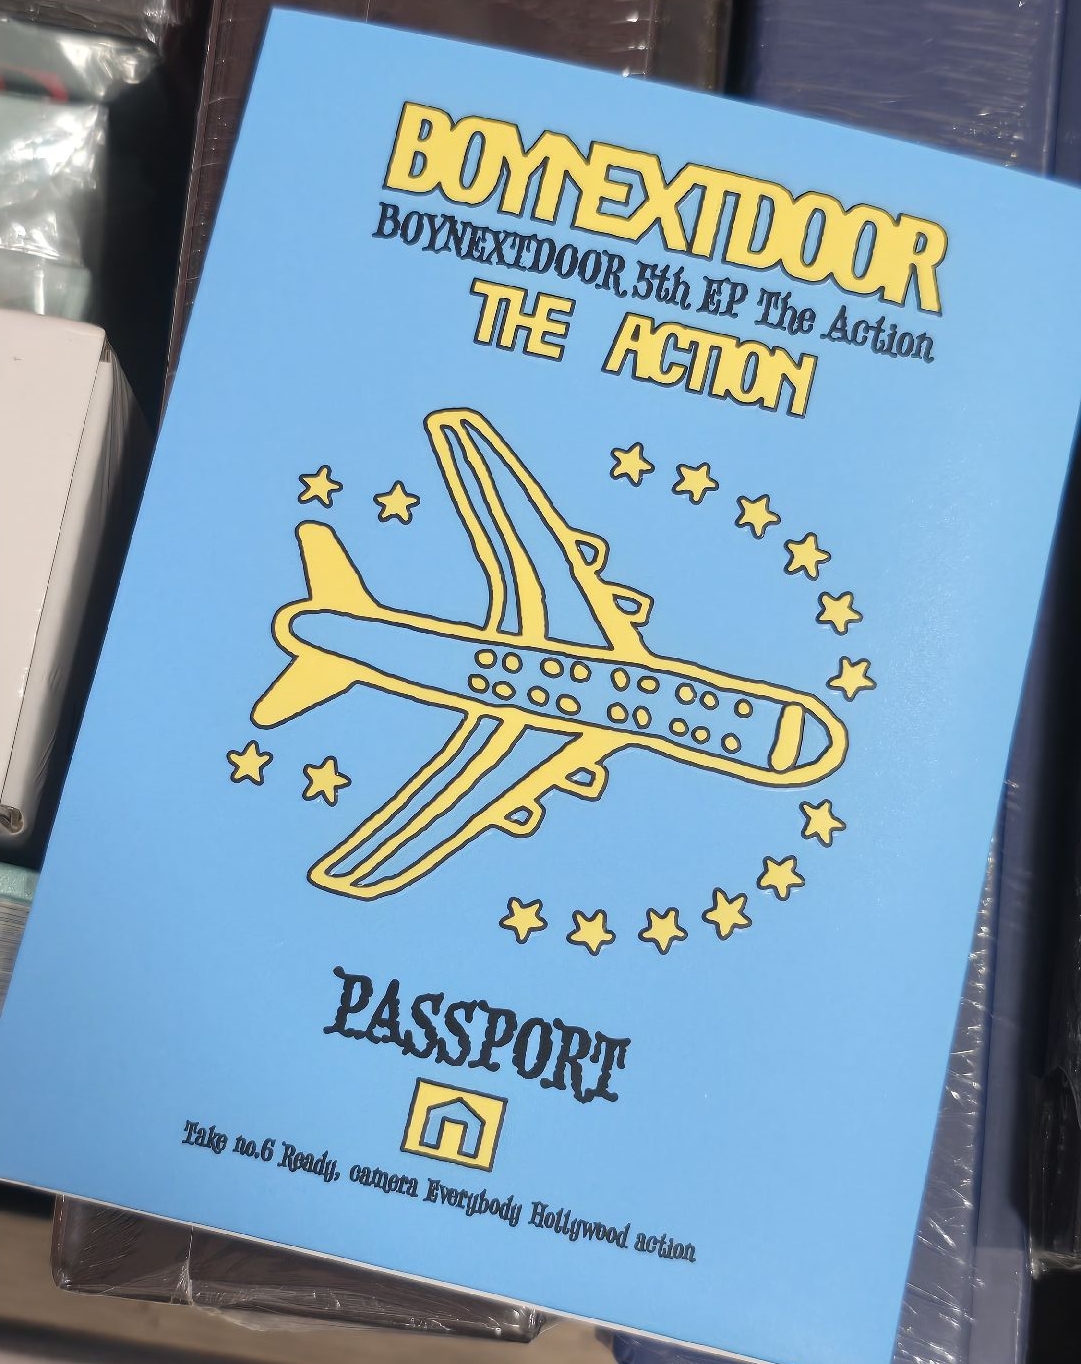 BOYNEXTDOOR
BOYNEXTDOOR 5th EP The Action
THE ACTION
PASSPORT
Take no.6 Ready, camera Everybody Hollywood action